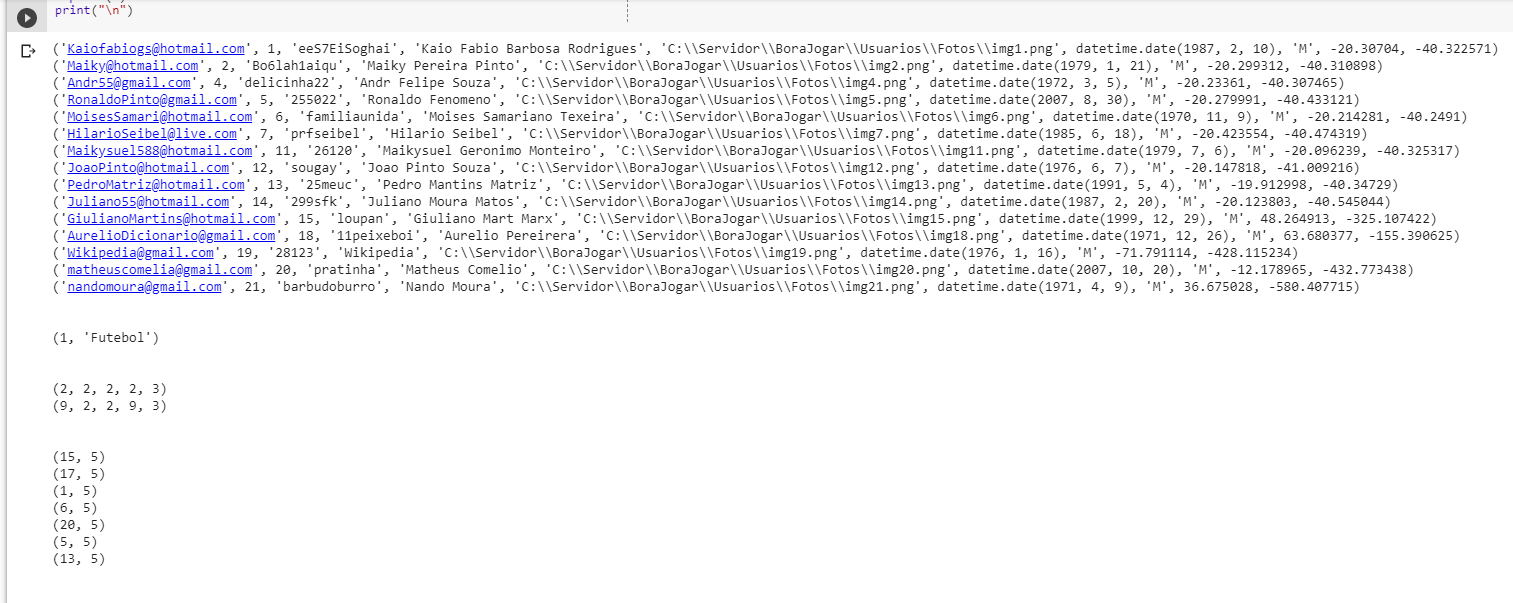 print("\n")
('Kaiofabiogs@hotmail.com', 1, 'eeS7EiSoghai', 'Kaio Fabio Barbosa Rodrigues', 'C:\\Servidor\\BoraJogar\\Usuarios\\Fotos\\img1.png', datetime.date(1987, 2, 10), 'M', -20.30704, -40.322571)
('Maiky@hotmail.com', 2, 'Bo6lah1aiqu', 'Maiky Pereira Pinto', 'C:\\Servidor\\BoraJogar\\Usuarios\\Fotos\\img2.png', datetime.date(1979, 1, 21), 'M', -20.299312, -40.310898)
('Andr55@gmail.com', 4, 'delicinha22', 'Andr Felipe Souza', 'C:\\Servidor\\BoraJogar\\Usuarios\\Fotos\\img4.png', datetime.date(1972, 3, 5), 'M', -20.23361, -40.307465)
('RonaldoPinto@gmail.com', 5, '255022', 'Ronaldo Fenomeno', 'C:\\Servidor\\BoraJogar\\Usuarios\\Fotos\\img5.png', datetime.date(2007, 8, 30), 'M', -20.279991, -40.433121)
('MoisesSamari@hotmail.com', 6, 'familiaunida', 'Moises Samariano Texeira', 'C:\\Servidor\\BoraJogar\\Usuarios\\Fotos\\img6.png', datetime.date(1970, 11, 9), 'M', -20.214281, -40.2491)
('HilarioSeibel@live.com', 7, 'prfseibel', 'Hilario Seibel', 'C:\\Servidor\\BoraJogar\\Usuarios\\Fotos\\img7.png', datetime.date(1985, 6, 18), 'M', -20.423554, -40.474319)
('Maikysuel588@hotmail.com', 11, '26120', 'Maikysuel Geronimo Monteiro', 'C:\\Servidor\\BoraJogar\\Usuarios\\Fotos\\img11.png', datetime.date(1979, 7, 6), 'M', -20.096239, -40.325317)
('JoaoPinto@hotmail.com', 12, 'sougay', 'Joao Pinto Souza', 'C:\\Servidor\\BoraJogar\\Usuarios\\Fotos\\img12.png', datetime.date(1976, 6, 7), 'M', -20.147818, -41.009216)
('PedroMatriz@hotmail.com', 13, '25meuc', 'Pedro Mantins Matriz', 'C:\\Servidor\\BoraJogar\\Usuarios\\Fotos\\img13.png', datetime.date(1991, 5, 4), 'M', -19.912998, -40.34729)
('Juliano55@hotmail.com', 14, '299sfk', 'Juliano Moura Matos', 'C:\\Servidor\\BoraJogar\\Usuarios\\Fotos\\img14.png', datetime.date(1987, 2, 20), 'M', -20.123803, -40.545044)
('GiulianoMartins@hotmail.com', 15, 'loupan', 'Giuliano Mart Marx', 'C:\\Servidor\\BoraJogar\\Usuarios\\Fotos\\img15.png', datetime.date(1999, 12, 29), 'M', 48.264913, -325.107422)
('AurelioDicionario@gmail.com', 18, '11peixeboi', 'Aurelio Pereirera', 'C:\\Servidor\\BoraJogar\\Usuarios\\Fotos\\img18.png', datetime.date(1971, 12, 26), 'M', 63.680377, -155.390625)
('Wikipedia@gmail.com', 19, '28123', 'Wikipedia', 'C:\\Servidor\\BoraJogar\\Usuarios\\Fotos\\img19.png', datetime.date(1976, 1, 16), 'M', -71.791114, -428.115234)
('matheuscomelia@gmail.com', 20, 'pratinha', 'Matheus Comelio', 'C:\\Servidor\\BoraJogar\\Usuarios\\Fotos\\img20.png', datetime.date(2007, 10, 20), 'M', -12.178965, -432.773438)
('nandomoura@gmail.com', 21, 'barbudoburro', 'Nando Moura', 'C:\\Servidor\\BoraJogar\\Usuarios\\Fotos\\img21.png', datetime.date(1971, 4, 9), 'M', 36.675028, -580.407715)
(1, 'Futebol')
(2, 2, 2, 2, 3)
(9, 2, 2, 9, 3)
(15, 5)
(17, 5)
(1, 5)
(6, 5)
(20, 5)
(5, 5)
(13, 5)